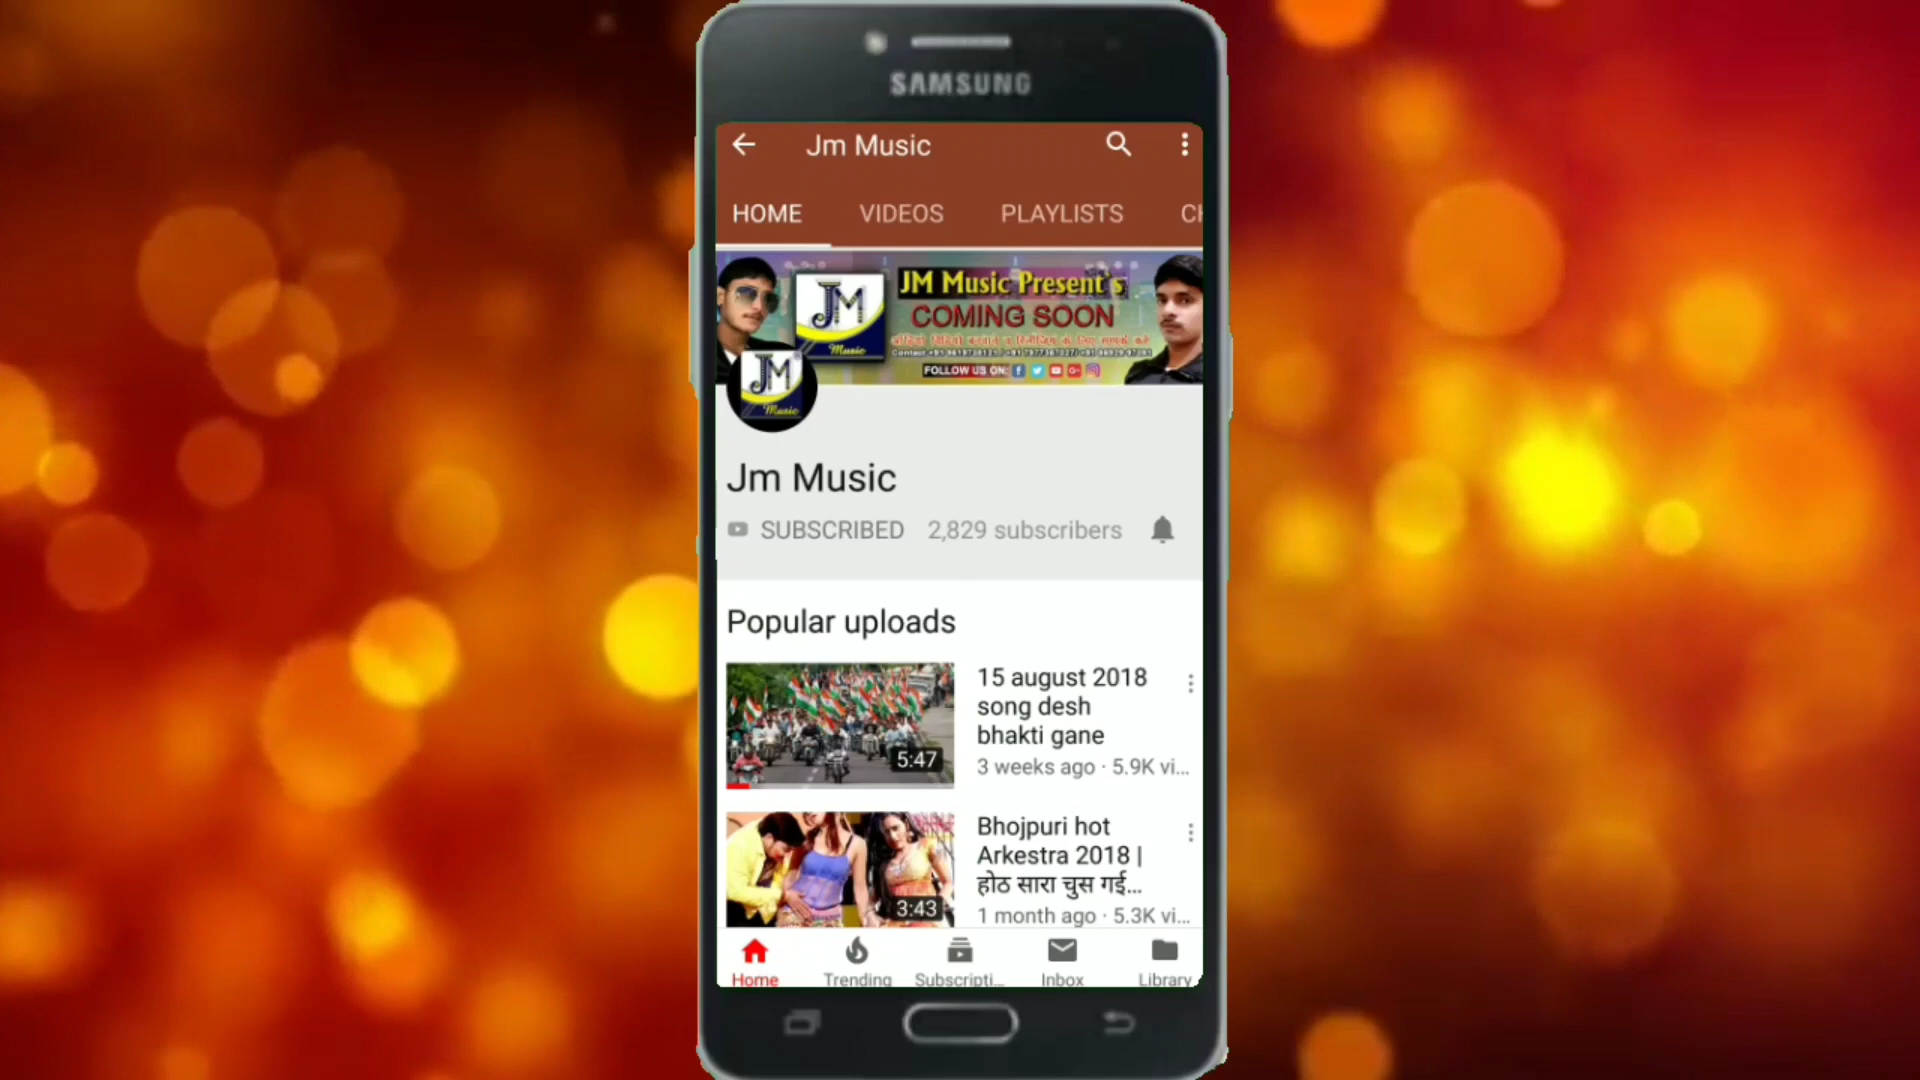 SAMSUNG
Jm Music
HOME VIDEOS PLAYLISTS CH
JM Music Present's
COMING SOON
JM
Music
FOLLOW US ON:
JM
Music
Jm Music
SUBSCRIBED 2,829 subscribers
Popular uploads
15 august 2018
song desh
bhakti gane
3 weeks ago · 5.9K vi...
5:47
Bhojpuri hot
Arkestra 2018 |
होठ सारा चुस गई...
1 month ago · 5.3K vi...
3:43
Home Trending Subscripti... Inbox Library